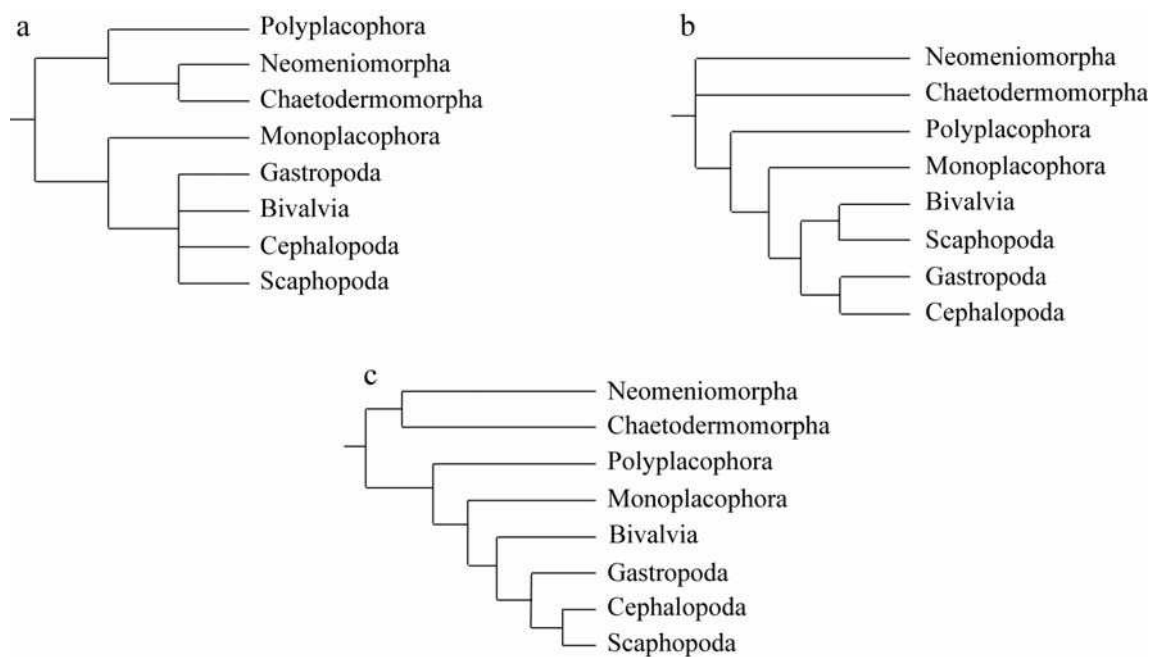 a
Polyplacophora
Neomeniomorpha
Chaetodermomorpha
Monoplacophora
Gastropoda
Bivalvia
Cephalopoda
Scaphopoda
b
Neomeniomorpha
Chaetodermomorpha
Polyplacophora
Monoplacophora
Bivalvia
Scaphopoda
Gastropoda
Cephalopoda
c
Neomeniomorpha
Chaetodermomorpha
Polyplacophora
Monoplacophora
Bivalvia
Gastropoda
Cephalopoda
Scaphopoda